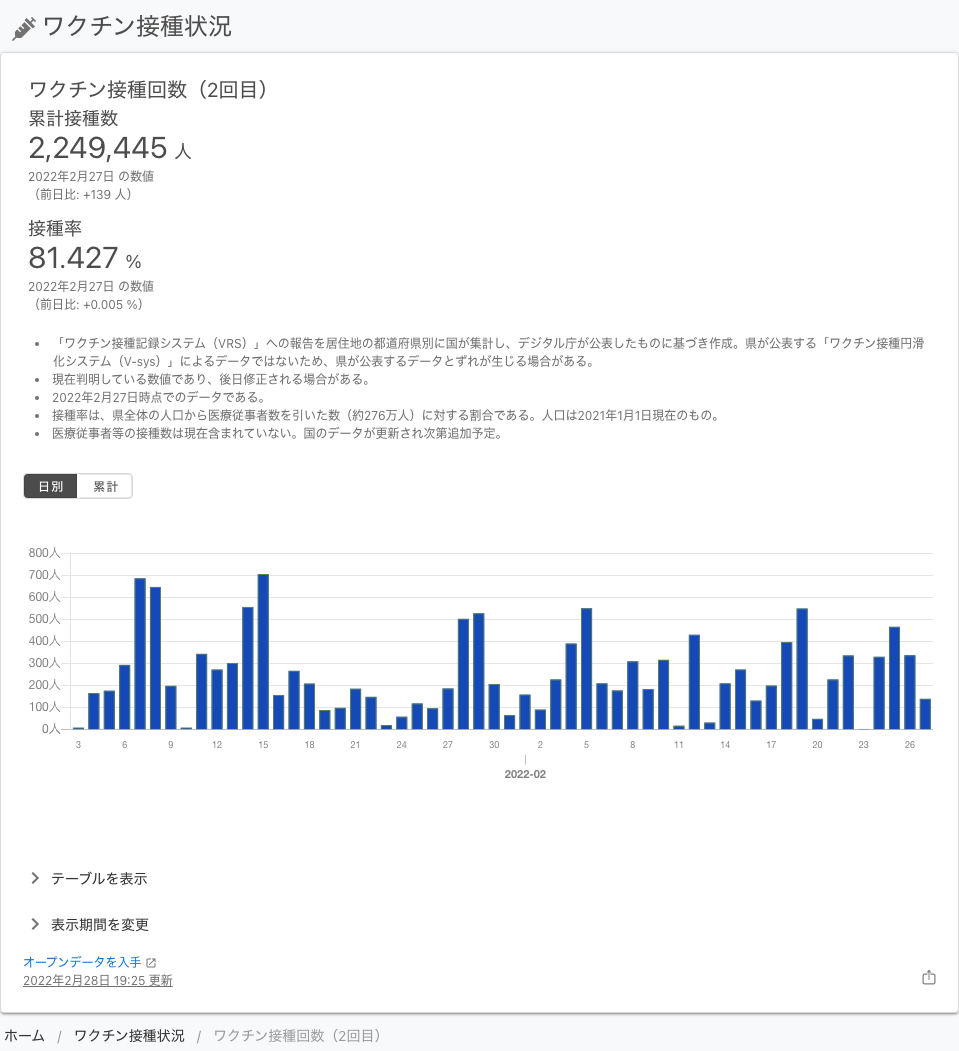 ワクチン接種状況
ワクチン接種回数（2回目）
累計接種数
2,249,445 人
2022年2月27日 の数値
（前日比: +139 人）
接種率
81.427 %
2022年2月27日 の数値
（前日比: +0.005 %）
• 「ワクチン接種記録システム（VRS）」への報告を居住地の都道府県別に国が集計し、デジタル庁が公表したものに基づき作成。県が公表する「ワクチン接種円滑
化システム（V-sys）」によるデータではないため、県が公表するデータとずれが生じる場合がある。
• 現在判明している数値であり、後日修正される場合がある。
• 2022年2月27日時点でのデータである。
• 接種率は、県全体の人口から医療従事者数を引いた数（約276万人）に対する割合である。人口は2021年1月1日現在のもの。
• 医療従事者等の接種数は現在含まれていない。国のデータが更新され次第追加予定。
日別 累計
800人
700人
600人
500人
400人
300人
200人
100人
0人
3 6 9 12 15 18 21 24 27 30 2 5 8 11 14 17 20 23 26
2022-02
テーブルを表示
表示期間を変更
オープンデータを入手
2022年2月28日 19:25 更新
ホーム / ワクチン接種状況 / ワクチン接種回数（2回目）